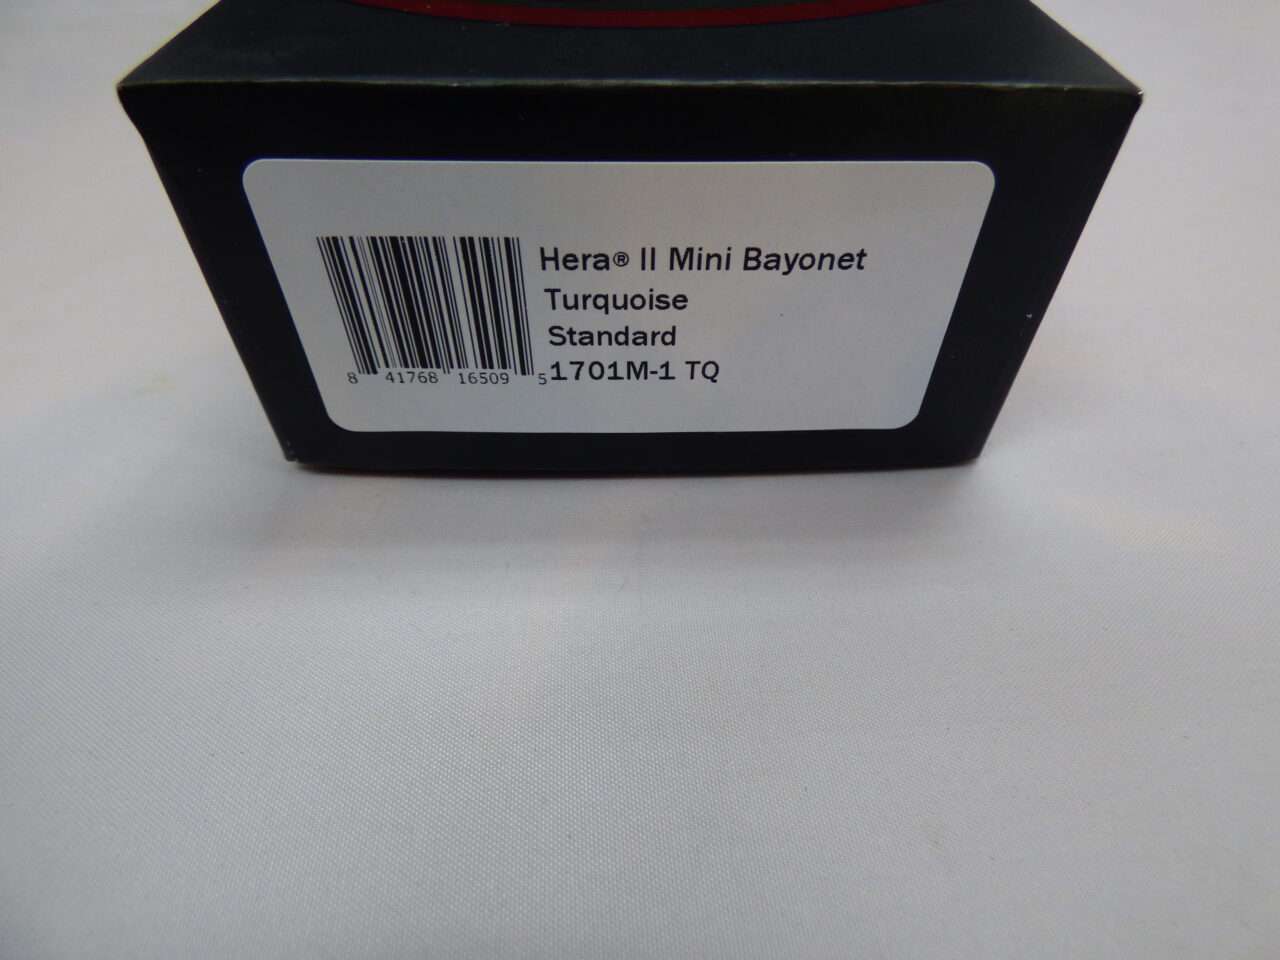 Hera® II Mini Bayonet
Turquoise
Standard
1701M-1 TQ
8 41768 16509 5